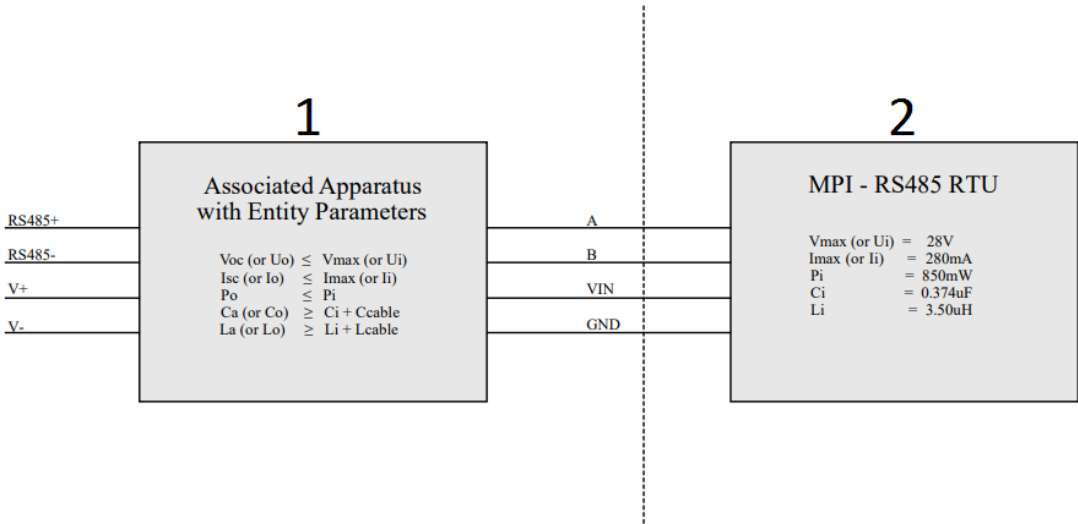 1
2
Associated Apparatus
with Entity Parameters
Voc (or Uo) ≤ Vmax (or Ui)
Isc (or Io) ≤ Imax (or Ii)
Po ≤ Pi
Ca (or Co) ≥ Ci + Ccable
La (or Lo) ≥ Li + Lcable
RS485+
RS485-
V+
V-
A
B
VIN
GND
MPI - RS485 RTU
Vmax (or Ui) = 28V
Imax (or Ii) = 280mA
Pi = 850mW
Ci = 0.374uF
Li = 3.50uH